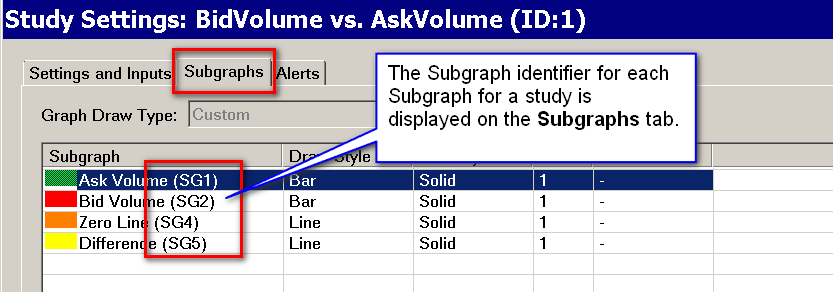 Study Settings: BidVolume vs. AskVolume (ID:1)
Settings and Inputs Subgraphs Alerts
Graph Draw Type: Custom
The Subgraph identifier for each
Subgraph for a study is
displayed on the Subgraphs tab.
Subgraph Style
Ask Volume (SG1) Bar Solid 1 -
Bid Volume (SG2) Bar Solid 1 -
Zero Line (SG4) Line Solid 1 -
Difference (SG5) Line Solid 1 -